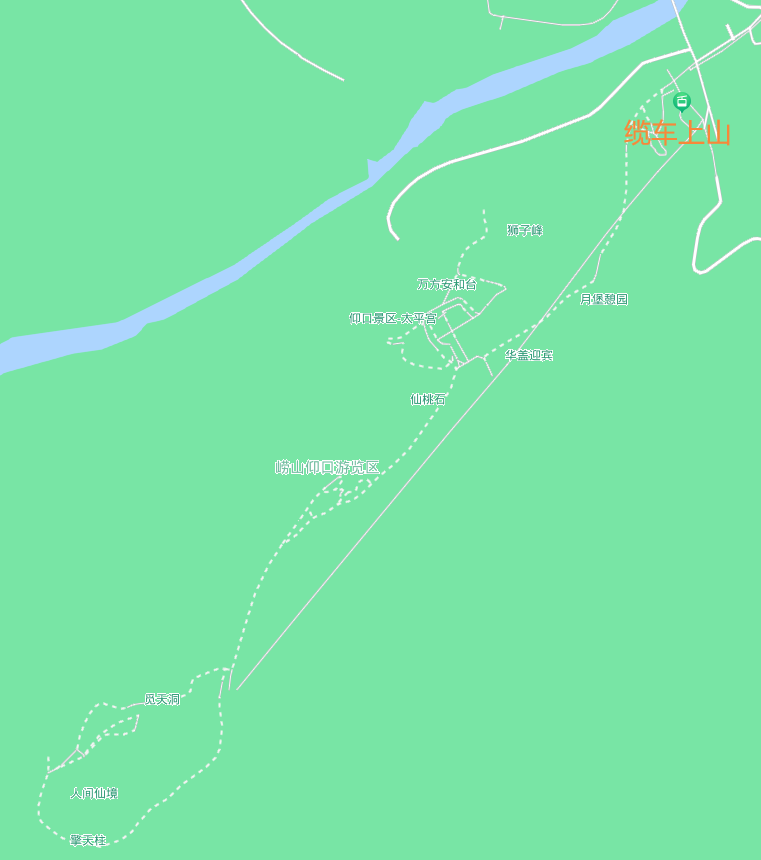 缆车上山
狮子峰
万方安和台
月堡憩园
仰口景区-太平宫
华盖迎宾
仙桃石
崂山仰口游览区
觅天洞
人间仙境
擎天柱